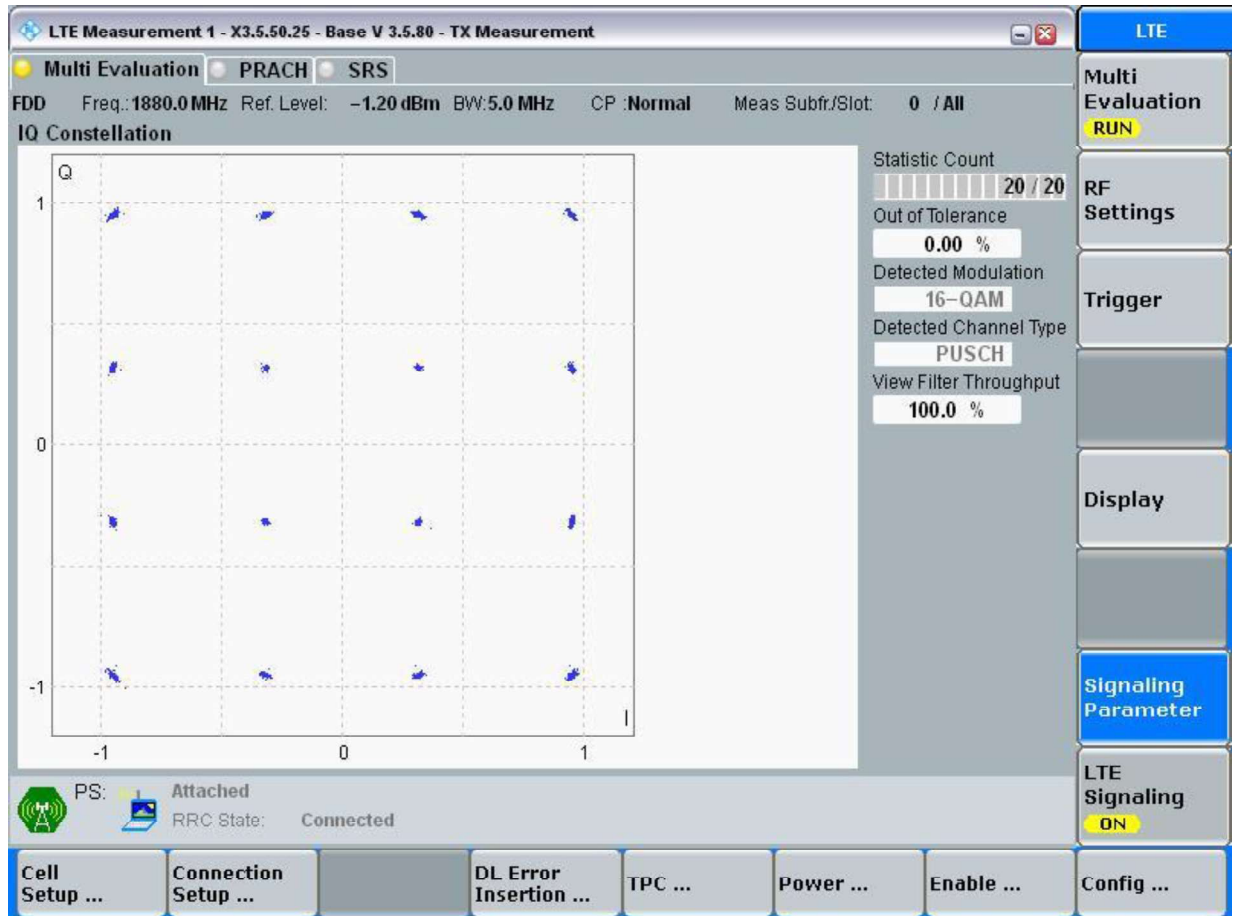 LTE Measurement 1 - X3.5.50.25 - Base V 3.5.80 - TX Measurement
LTE
Multi Evaluation PRACH SRS
FDD Freq.: 1880.0 MHz Ref. Level: -1.20 dBm BW: 5.0 MHz CP : Normal Meas Subfr./Slot: 0 / All
IQ Constellation
Q
1
0
-1
-1 0 1
I
Statistic Count
20 / 20
Out of Tolerance
0.00 %
Detected Modulation
16-QAM
Detected Channel Type
PUSCH
View Filter Throughput
100.0 %
Multi
Evaluation
RUN
RF
Settings
Trigger
Display
Signaling
Parameter
LTE
Signaling
ON
PS: Attached
RRC State: Connected
Cell
Setup ...
Connection
Setup ...
DL Error
Insertion ...
TPC ...
Power ...
Enable ...
Config ...